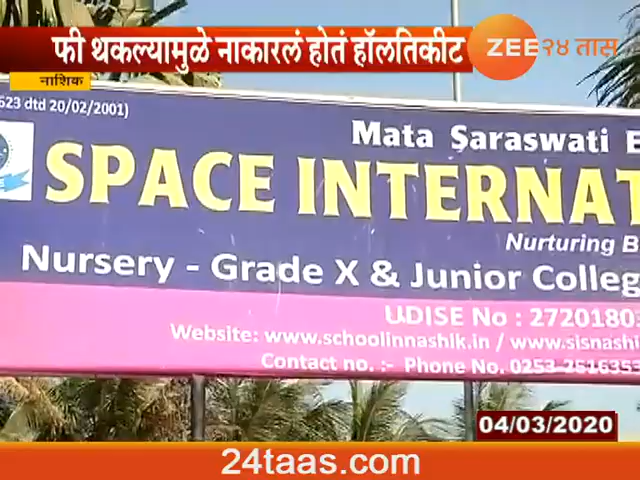 फी थकल्यामुळे नाकारलं होतं हॉलतिकीट
ZEE २४ तास
नाशिक
623 dtd 20/02/2001)
Mata Saraswati E
SPACE INTERNAT
Nurturing B
Nursery - Grade X & Junior Colleg
UDISE No : 27201803
Website: www.schoolinnashik.in / www.sisnashi
Contact no. :- Phone No. 0253-2616353
04/03/2020
24taas.com